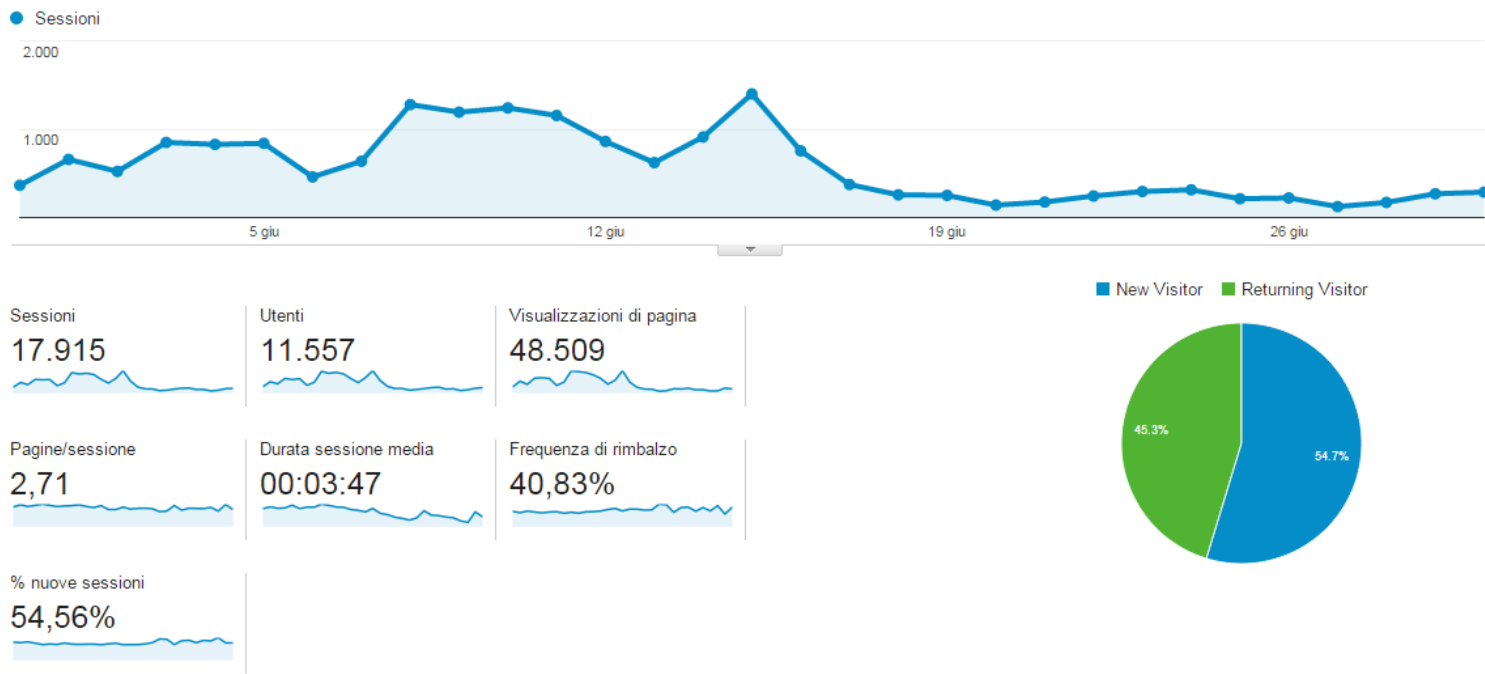 Sessioni
2.000
1.000
5 giu
12 giu
19 giu
26 giu
New Visitor
Returning Visitor
Sessioni
17.915
Utenti
11.557
Visualizzazioni di pagina
48.509
45.3%
54.7%
Pagine/sessione
2,71
Durata sessione media
00:03:47
Frequenza di rimbalzo
40,83%
% nuove sessioni
54,56%